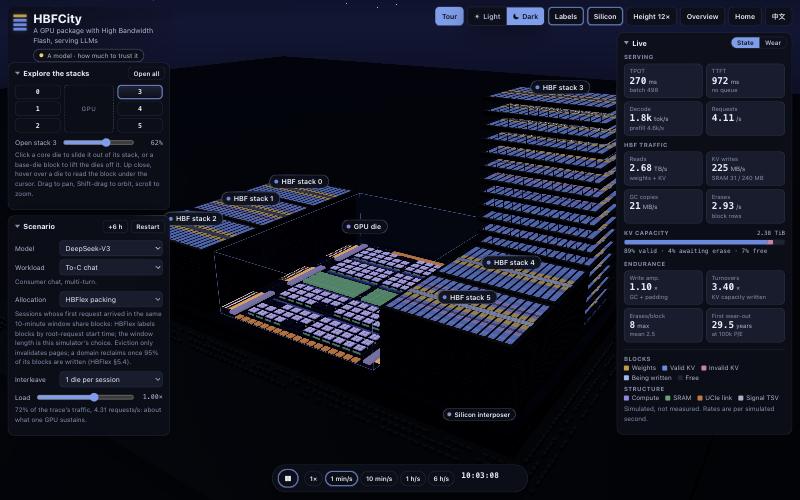 HBFCity
A GPU package with High Bandwidth
Flash, serving LLMs
A model · how much to trust it
Tour
Light
Dark
Labels
Silicon
Height 12×
Overview
Home
中文
Explore the stacks
Open all
0
3
1
GPU
4
2
5
Open stack 3
62%
Click a core die to slide it out of its stack, or a
base-die block to lift the dies off it. Up close,
hover over a die to read the block under the
cursor. Drag to pan, Shift-drag to orbit, scroll to
zoom.
Scenario
+6 h
Restart
Model
DeepSeek-V3
Workload
To-C chat
Consumer chat, multi-turn.
Allocation
HBFlex packing
Sessions whose first request arrived in the same
10-minute window share blocks: HBFlex labels
blocks by root-request start time; the window
length is this simulator's choice. Eviction only
invalidates pages; a domain reclaims once 95%
of its blocks are written (HBFlex §5.4).
Interleave
1 die per session
Load
1.00×
72% of the trace's traffic, 4.31 requests/s: about
what one GPU sustains.
HBF stack 3
HBF stack 0
HBF stack 1
HBF stack 2
GPU die
HBF stack 4
HBF stack 5
Silicon interposer
1×
1 min/s
10 min/s
1 h/s
6 h/s
10:03:08
Live
State
Wear
SERVING
TPOT
270 ms
batch 498
TTFT
972 ms
no queue
Decode
1.8k tok/s
prefill 4.6k/s
Requests
4.11 /s
HBF TRAFFIC
Reads
2.68 TB/s
weights + KV
KV writes
225 MB/s
SRAM 31 / 240 MB
GC copies
21 MB/s
Erases
2.93 /s
block rows
KV CAPACITY
2.38 TiB
89% valid · 4% awaiting erase · 7% free
ENDURANCE
Write amp.
1.10 ×
GC + padding
Turnovers
3.40 ×
KV capacity written
Erases/block
8 max
mean 2.5
First wear-out
29.5 years
at 100k P/E
BLOCKS
Weights
Valid KV
Invalid KV
Being written
Free
STRUCTURE
Compute
SRAM
UCIe link
Signal TSV
Simulated, not measured. Rates are per simulated
second.